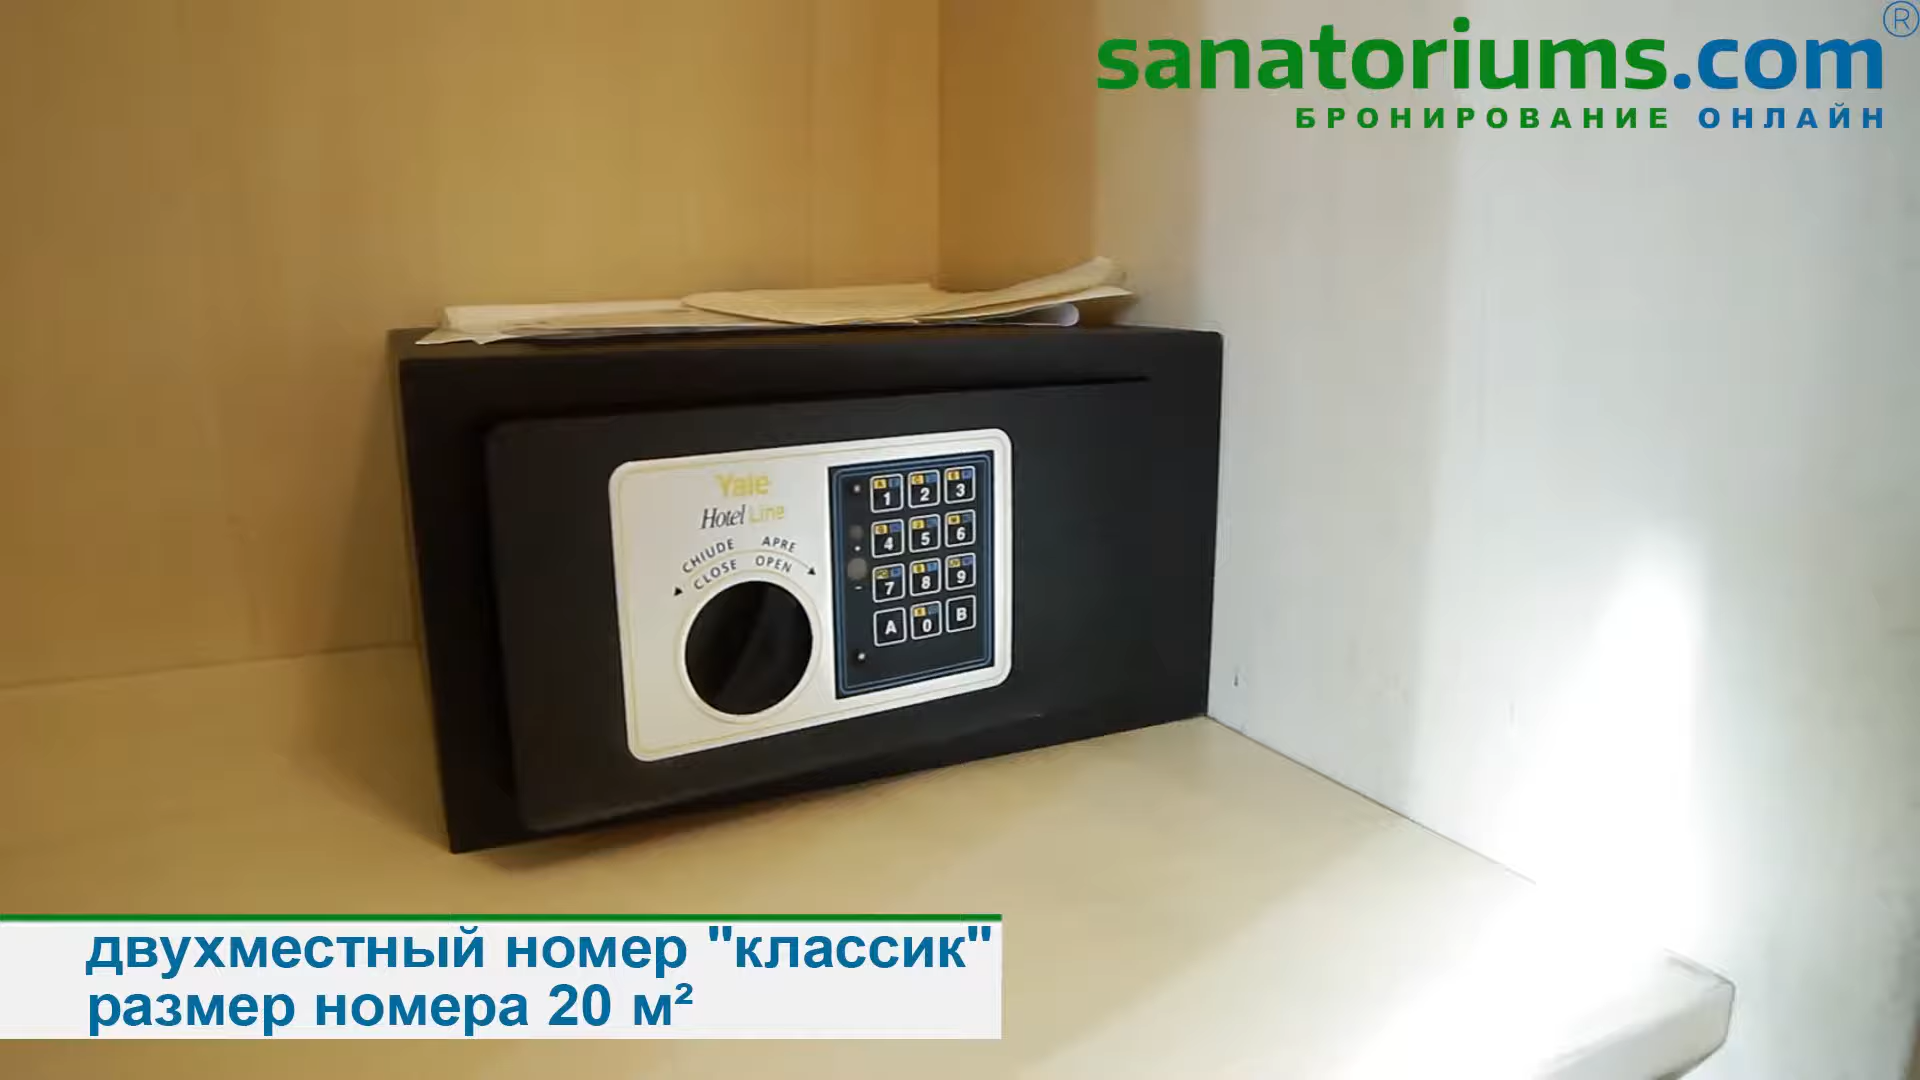 sanatoriums.com®
БРОНИРОВАНИЕ ОНЛАЙН
Yale
Hotel Line
CHIUDE APRE
CLOSE OPEN
1 2 3
4 5 6
7 8 9
A 0 B
двухместный номер "классик"
размер номера 20 м²